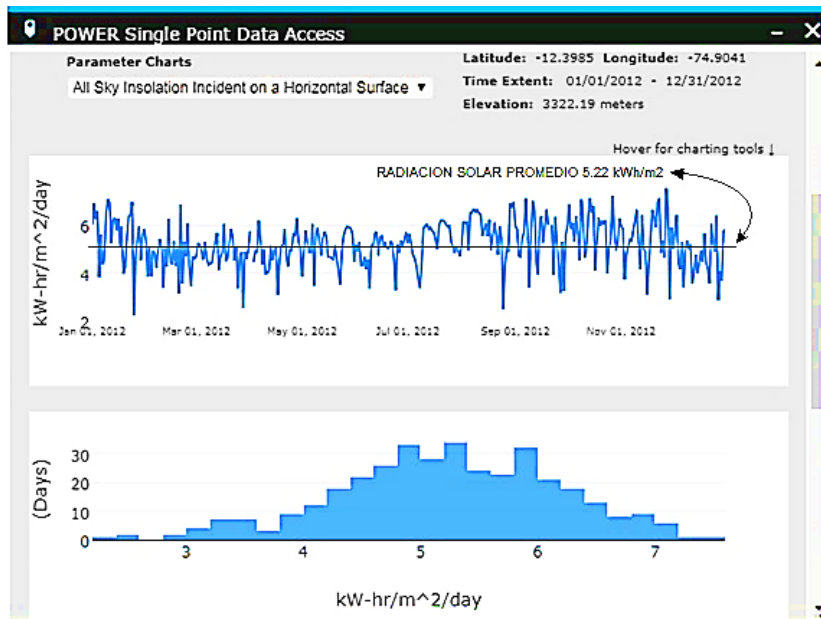 POWER Single Point Data Access
Parameter Charts
All Sky Insolation Incident on a Horizontal Surface
Latitude: -12.3985 Longitude: -74.9041
Time Extent: 01/01/2012 - 12/31/2012
Elevation: 3322.19 meters
Hover for charting tools ↓
RADIACION SOLAR PROMEDIO 5.22 kWh/m2
kW-hr/m^2/day
6
4
2
Jan 01, 2012 Mar 01, 2012 May 01, 2012 Jul 01, 2012 Sep 01, 2012 Nov 01, 2012
(Days)
30
20
10
0
3 4 5 6 7
kW-hr/m^2/day